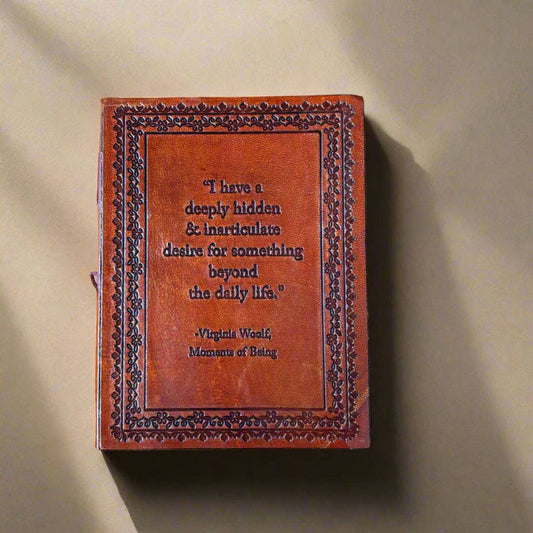 “I have a
deeply hidden
& inarticulate
desire for something
beyond
the daily life."
-Virginia Woolf,
Moments of Being